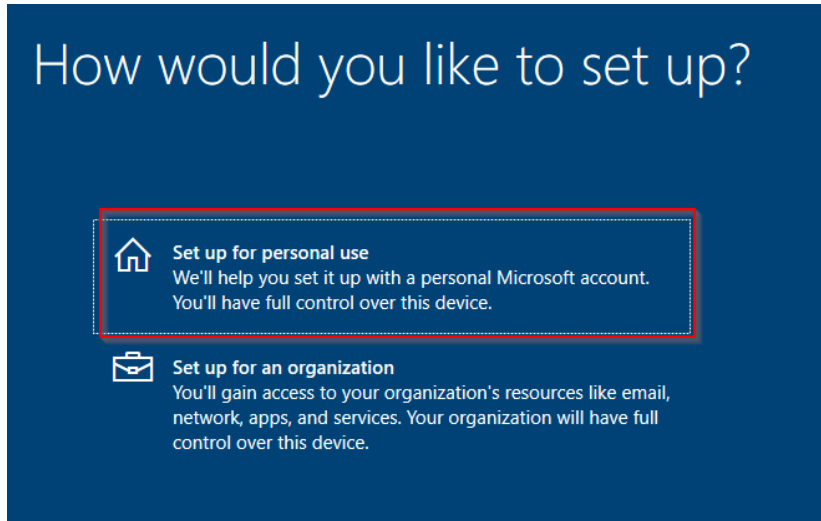 How would you like to set up?
Set up for personal use
We'll help you set it up with a personal Microsoft account.
You'll have full control over this device.
Set up for an organization
You'll gain access to your organization's resources like email,
network, apps, and services. Your organization will have full
control over this device.